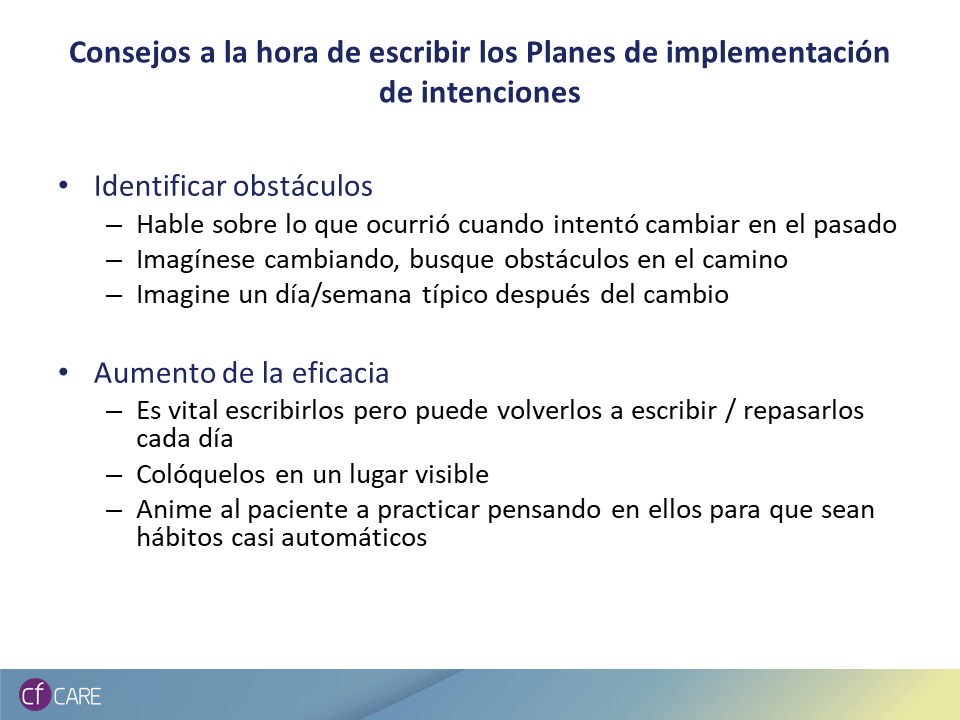 Consejos a la hora de escribir los Planes de implementación
de intenciones
• Identificar obstáculos
– Hable sobre lo que ocurrió cuando intentó cambiar en el pasado
– Imagínese cambiando, busque obstáculos en el camino
– Imagine un día/semana típico después del cambio
• Aumento de la eficacia
– Es vital escribirlos pero puede volverlos a escribir / repasarlos
cada día
– Colóquelos en un lugar visible
– Anime al paciente a practicar pensando en ellos para que sean
hábitos casi automáticos
cf CARE